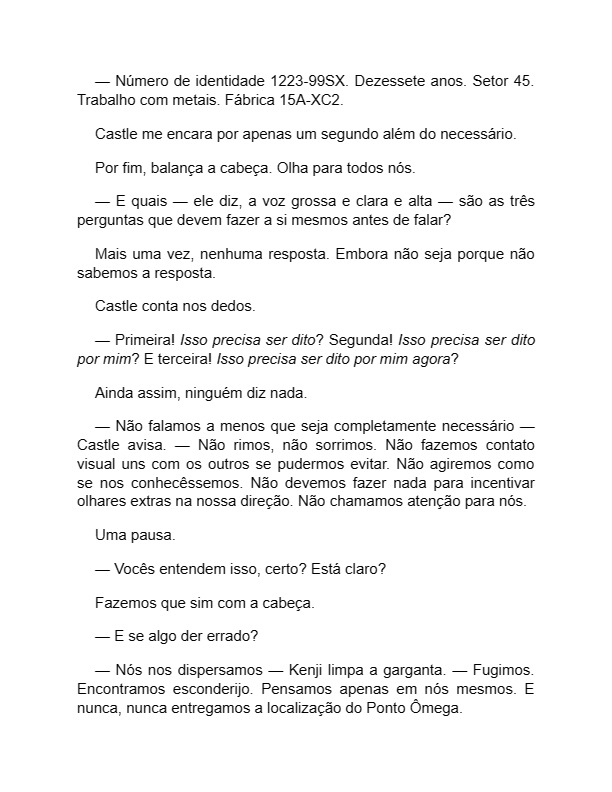 — Número de identidade 1223-99SX. Dezessete anos. Setor 45.
Trabalho com metais. Fábrica 15A-XC2.
Castle me encara por apenas um segundo além do necessário.
Por fim, balança a cabeça. Olha para todos nós.
— E quais — ele diz, a voz grossa e clara e alta — são as três
perguntas que devem fazer a si mesmos antes de falar?
Mais uma vez, nenhuma resposta. Embora não seja porque não
sabemos a resposta.
Castle conta nos dedos.
— Primeira! Isso precisa ser dito? Segunda! Isso precisa ser dito
por mim? E terceira! Isso precisa ser dito por mim agora?
Ainda assim, ninguém diz nada.
— Não falamos a menos que seja completamente necessário —
Castle avisa. — Não rimos, não sorrimos. Não fazemos contato
visual uns com os outros se pudermos evitar. Não agiremos como
se nos conhecêssemos. Não devemos fazer nada para incentivar
olhares extras na nossa direção. Não chamamos atenção para nós.
Uma pausa.
— Vocês entendem isso, certo? Está claro?
Fazemos que sim com a cabeça.
— E se algo der errado?
— Nós nos dispersamos — Kenji limpa a garganta. — Fugimos.
Encontramos esconderijo. Pensamos apenas em nós mesmos. E
nunca, nunca entregamos a localização do Ponto Ômega.